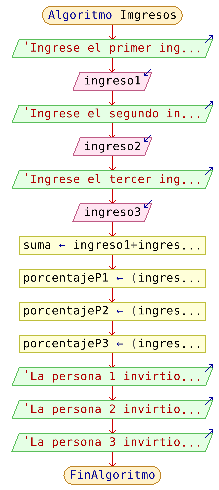 Algoritmo Imgresos
'Ingrese el primer ing...
ingreso1
'Ingrese el segundo in...
ingreso2
'Ingrese el tercer ing...
ingreso3
suma ← ingreso1+ingres...
porcentajeP1 ← (ingres...
porcentajeP2 ← (ingres...
porcentajeP3 ← (ingres...
'La persona 1 invirtio...
'La persona 2 invirtio...
'La persona 3 invirtio...
FinAlgoritmo